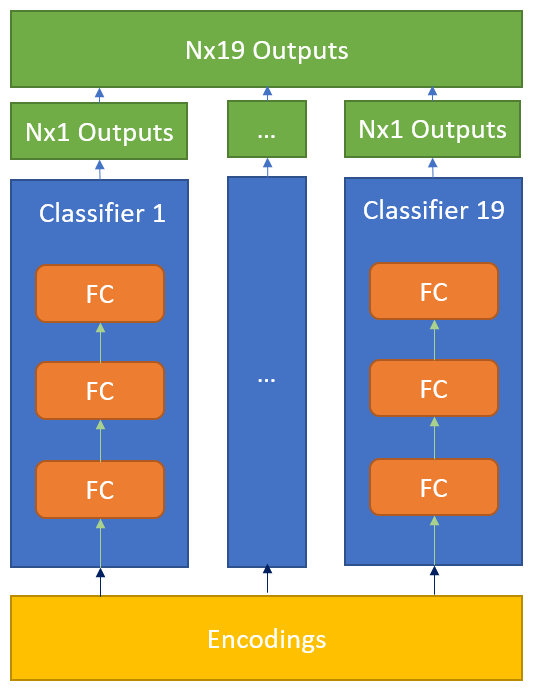 Nx19 Outputs
Nx1 Outputs
...
Nx1 Outputs
Classifier 1
FC
FC
FC
...
Classifier 19
FC
FC
FC
Encodings